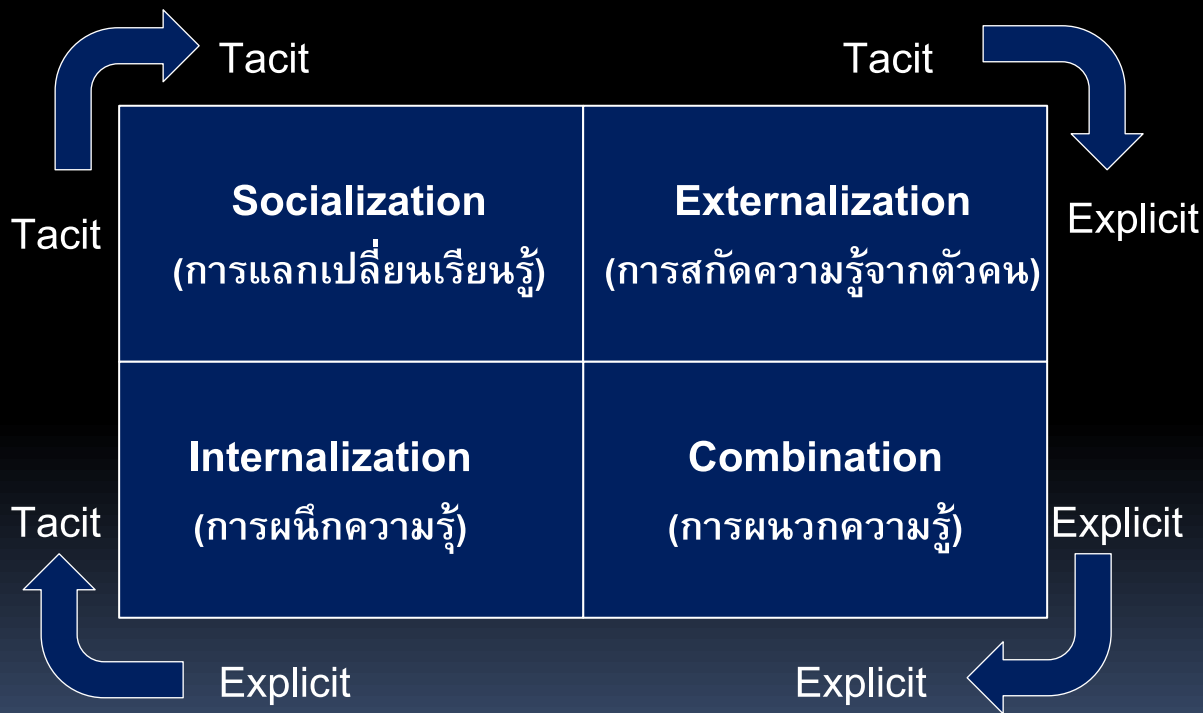 Tacit
Tacit
Tacit
Explicit
Socialization
(การแลกเปลี่ยนเรียนรู้)
Externalization
(การสกัดความรู้จากตัวคน)
Internalization
(การผนึกความรุ้)
Combination
(การผนวกความรู้)
Tacit
Explicit
Explicit
Explicit